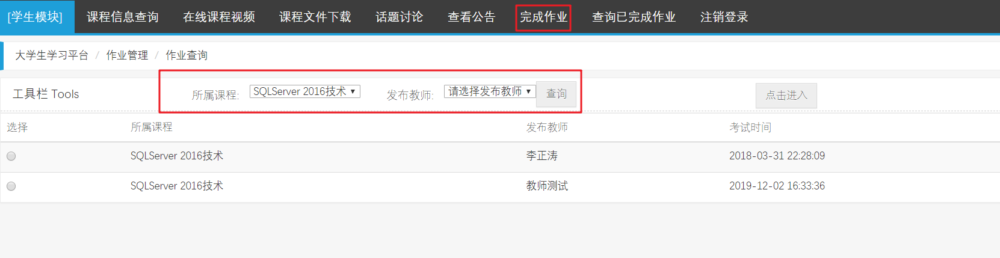 [学生模块] 课程信息查询 在线课程视频 课程文件下载 话题讨论 查看公告 完成作业 查询已完成作业 注销登录
大学生学习平台 / 作业管理 / 作业查询
工具栏 Tools 所属课程: SQLServer 2016技术 发布教师: 请选择发布教师 查询 点击进入
选择 所属课程 发布教师 考试时间
SQLServer 2016技术 李正涛 2018-03-31 22:28:09
SQLServer 2016技术 教师测试 2019-12-02 16:33:36